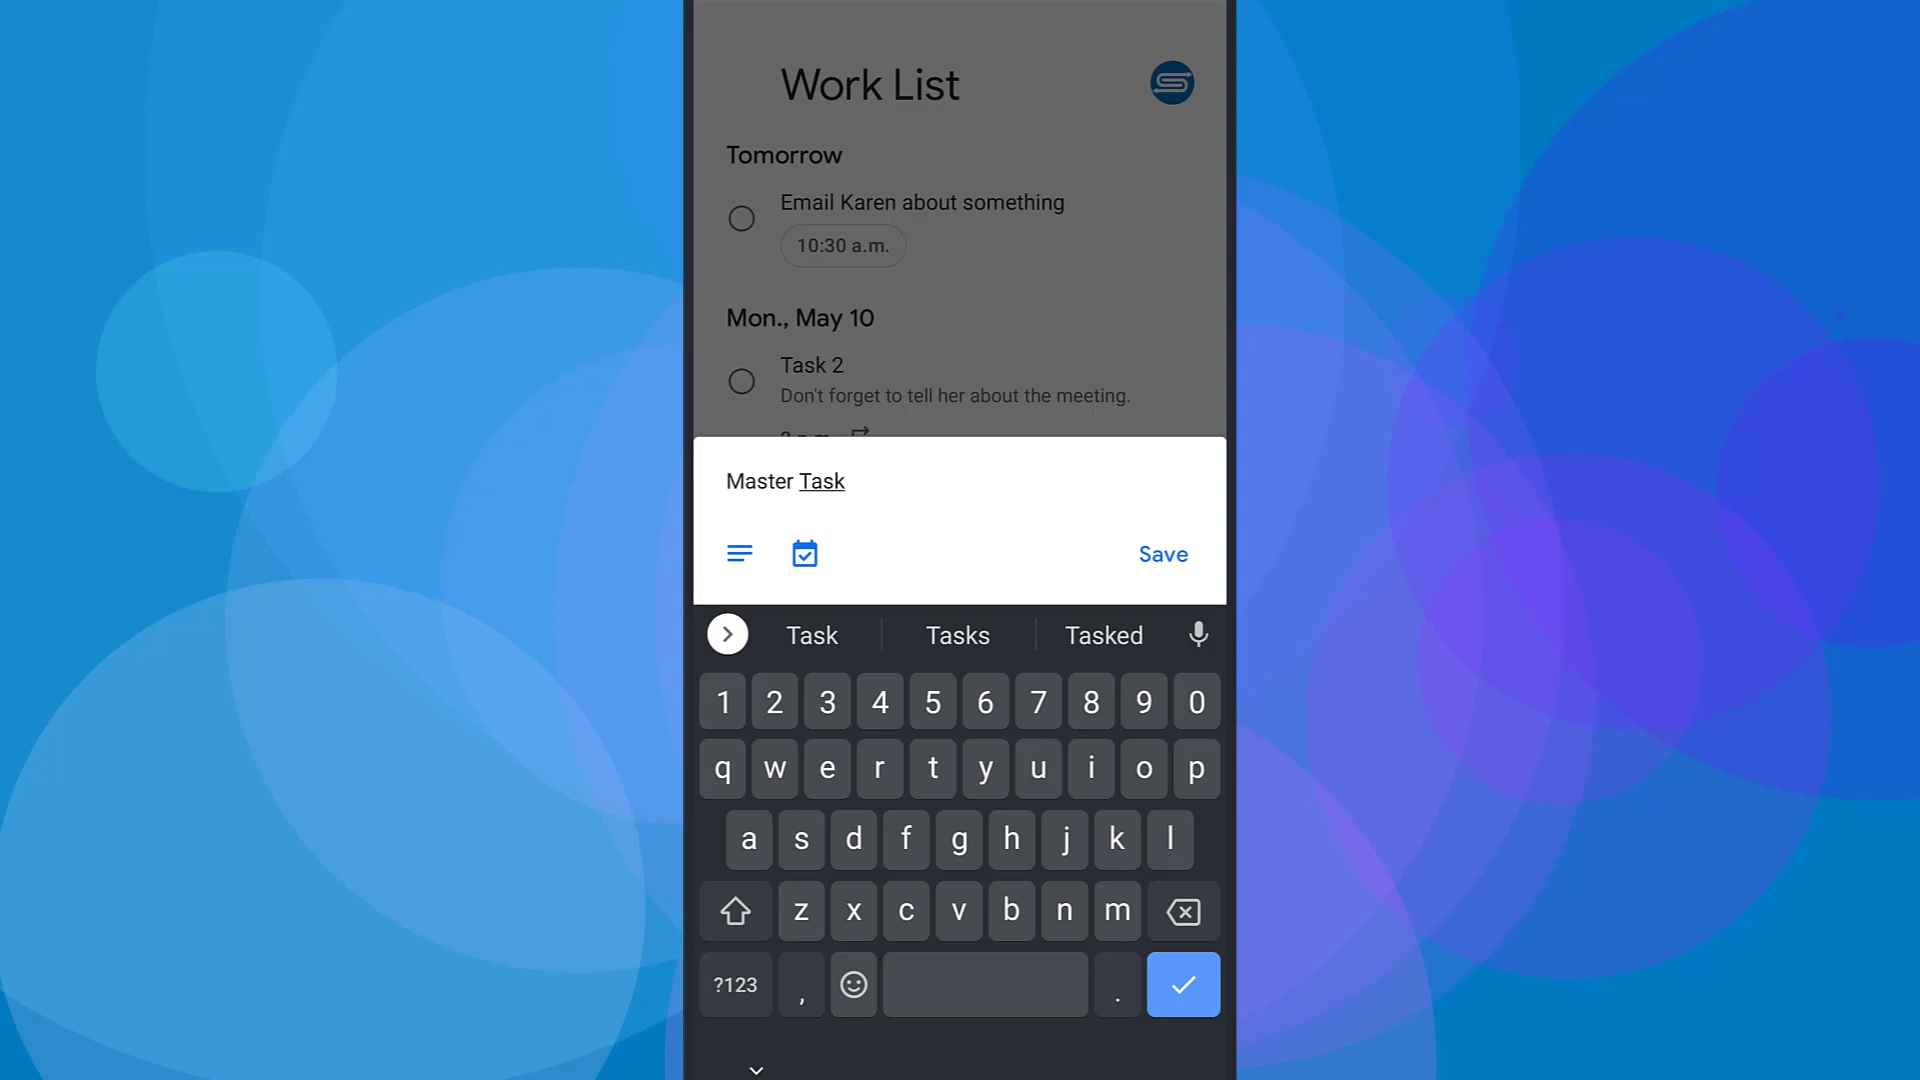 Work List
Tomorrow
Email Karen about something
10:30 a.m.
Mon., May 10
Task 2
Don't forget to tell her about the meeting.
Master Task
Save
Task Tasks Tasked
1 2 3 4 5 6 7 8 9 0
q w e r t y u i o p
a s d f g h j k l
z x c v b n m
?123 , .